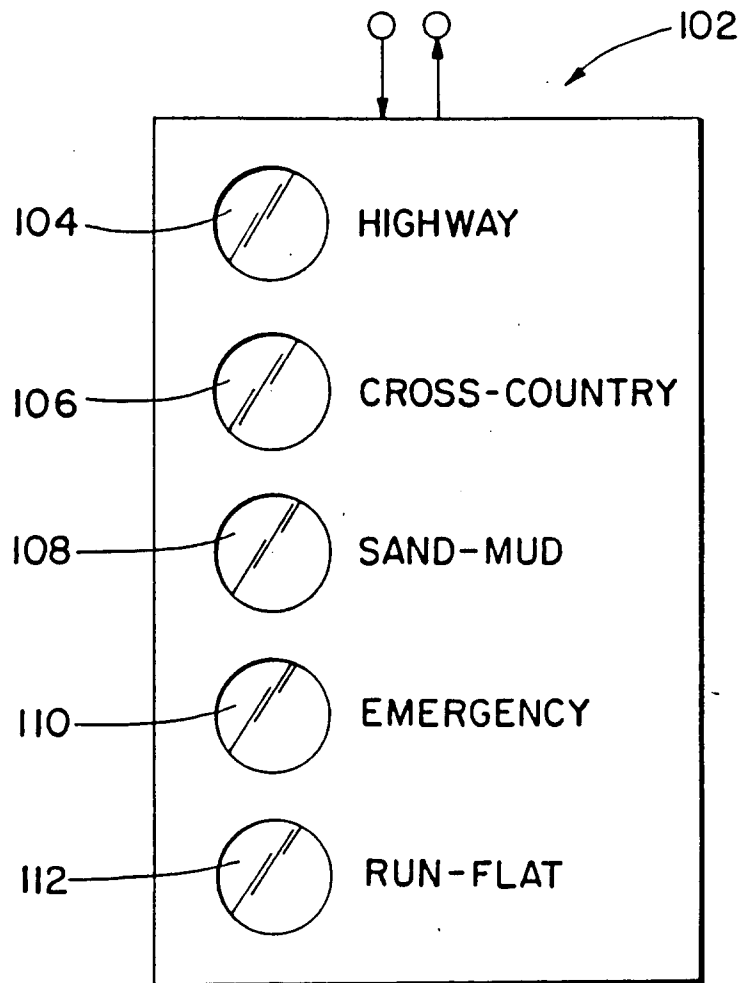 102
104 HIGHWAY
106 CROSS-COUNTRY
108 SAND-MUD
110 EMERGENCY
112 RUN-FLAT